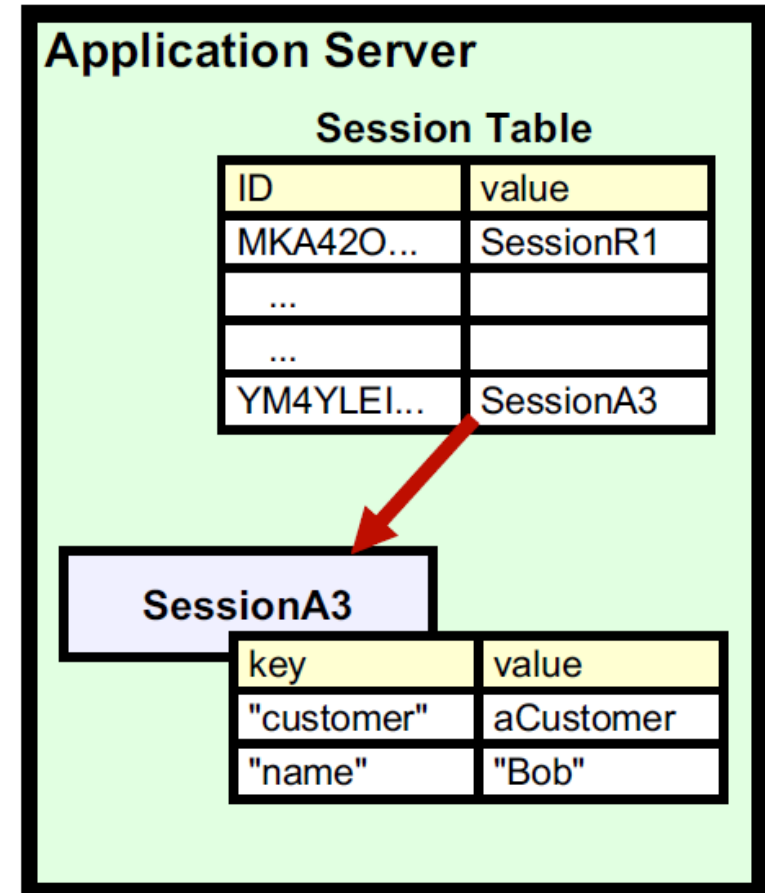 Application Server
Session Table
ID value
MKA42O... SessionR1
...
...
YM4YLEI... SessionA3
SessionA3
key value
"customer" aCustomer
"name" "Bob"